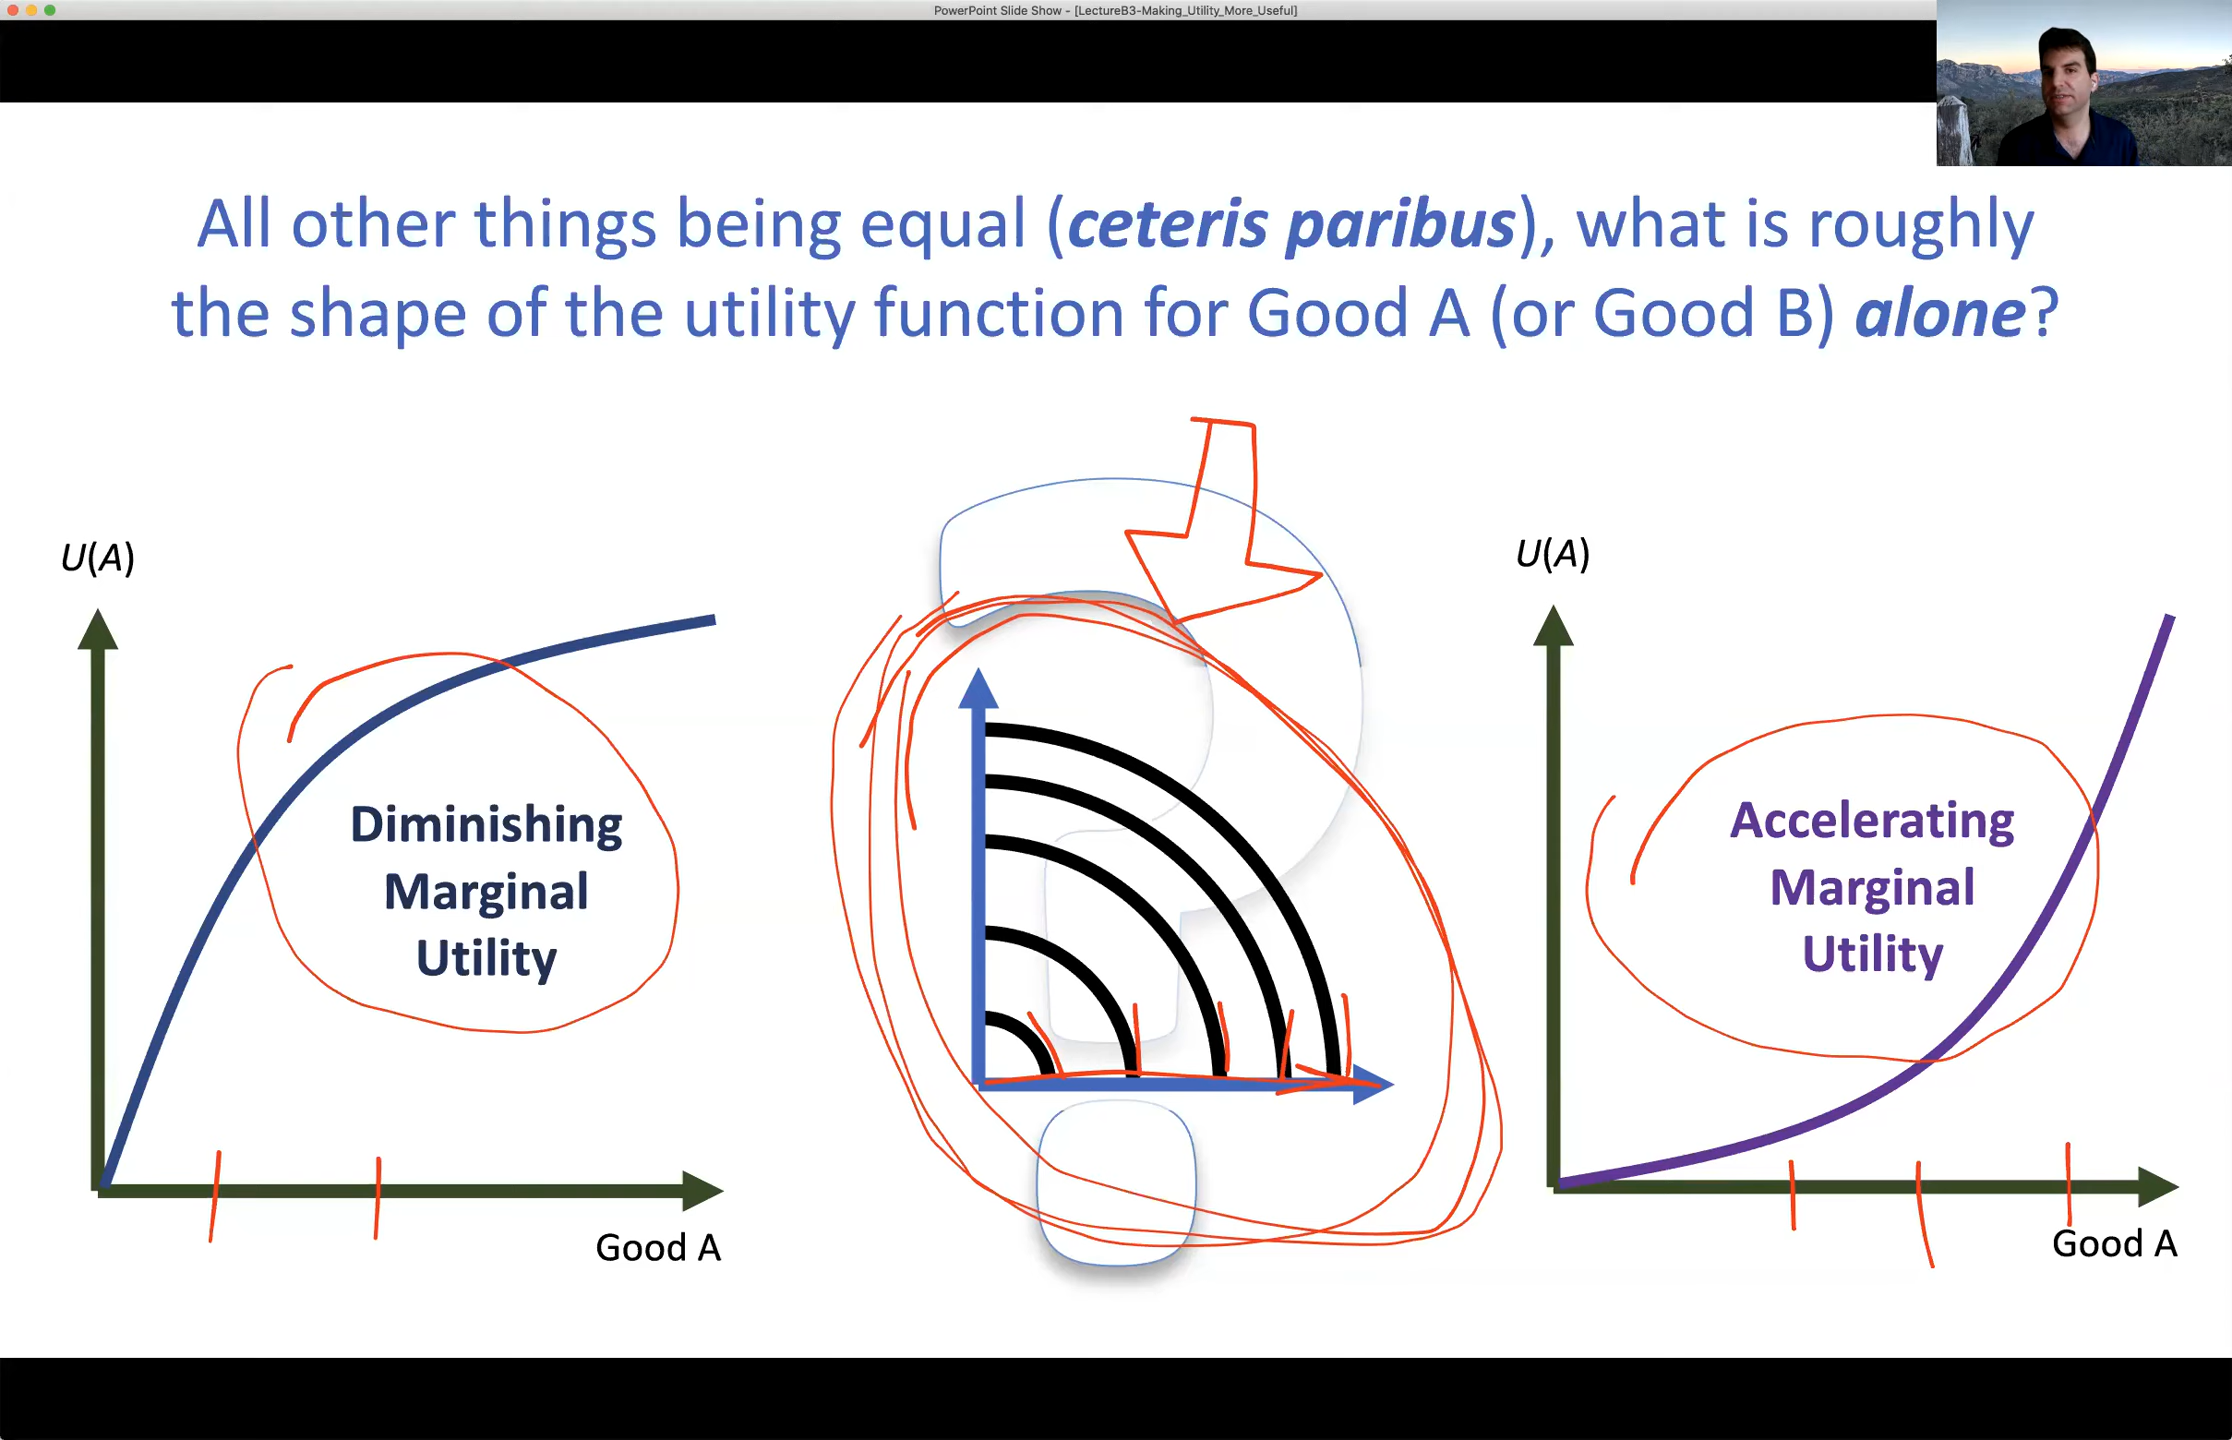 PowerPoint Slide Show - [LectureB3-Making_Utility_More_Useful]
All other things being equal (ceteris paribus), what is roughly
the shape of the utility function for Good A (or Good B) alone?
U(A)
Diminishing
Marginal
Utility
Good A
U(A)
Accelerating
Marginal
Utility
Good A